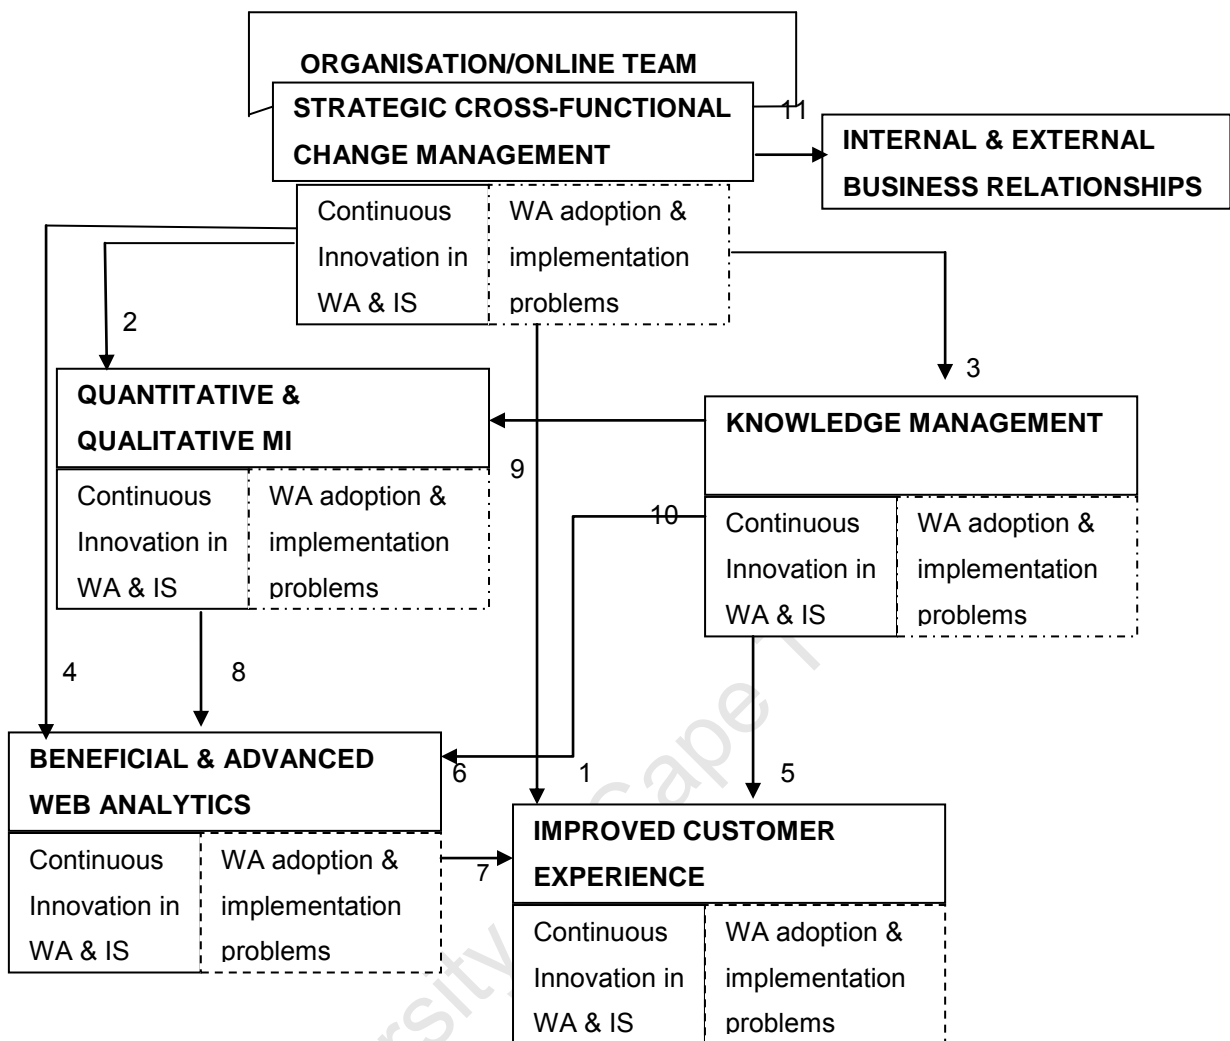 ORGANISATION/ONLINE TEAM
STRATEGIC CROSS-FUNCTIONAL
CHANGE MANAGEMENT
11
INTERNAL & EXTERNAL
BUSINESS RELATIONSHIPS
Continuous
Innovation in
WA & IS
WA adoption &
implementation
problems
2
3
QUANTITATIVE &
QUALITATIVE MI
Continuous
Innovation in
WA & IS
WA adoption &
implementation
problems
9
KNOWLEDGE MANAGEMENT
10
Continuous
Innovation in
WA & IS
WA adoption &
implementation
problems
4
8
BENEFICIAL & ADVANCED
WEB ANALYTICS
6
1
5
Continuous
Innovation in
WA & IS
WA adoption &
implementation
problems
7
IMPROVED CUSTOMER
EXPERIENCE
Continuous
Innovation in
WA & IS
WA adoption &
implementation
problems
Cape